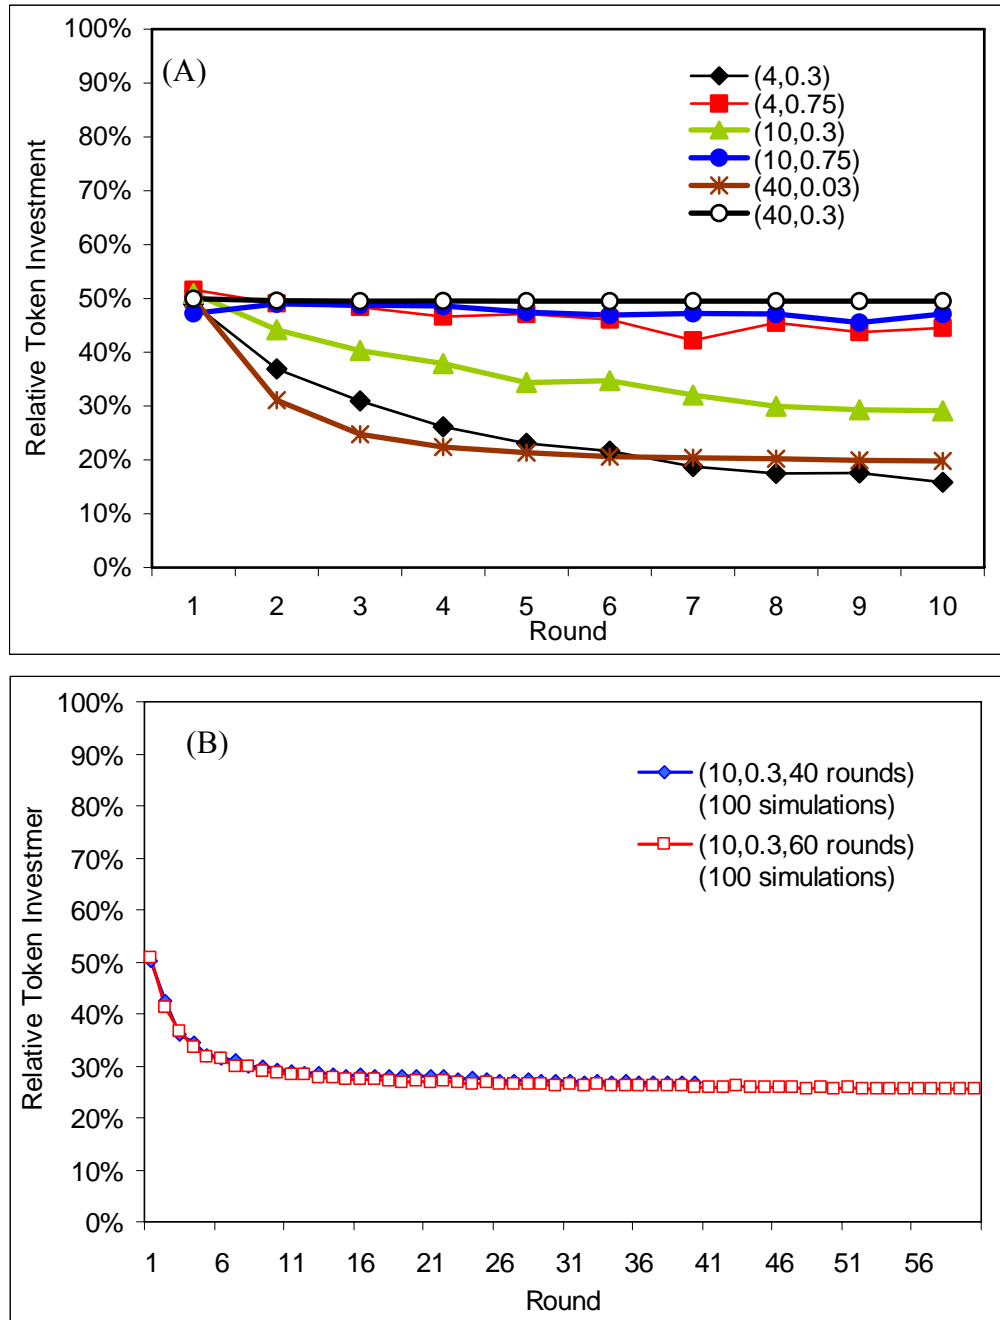 100%
90%
80%
70%
60%
50%
40%
30%
20%
10%
0%
Relative Token Investment
(A)
(4,0.3)
(4,0.75)
(10,0.3)
(10,0.75)
(40,0.03)
(40,0.3)
1 2 3 4 5 6 7 8 9 10
Round
100%
90%
80%
70%
60%
50%
40%
30%
20%
10%
0%
Relative Token Investmer
(B)
(10,0.3,40 rounds)
(100 simulations)
(10,0.3,60 rounds)
(100 simulations)
1 6 11 16 21 26 31 36 41 46 51 56
Round